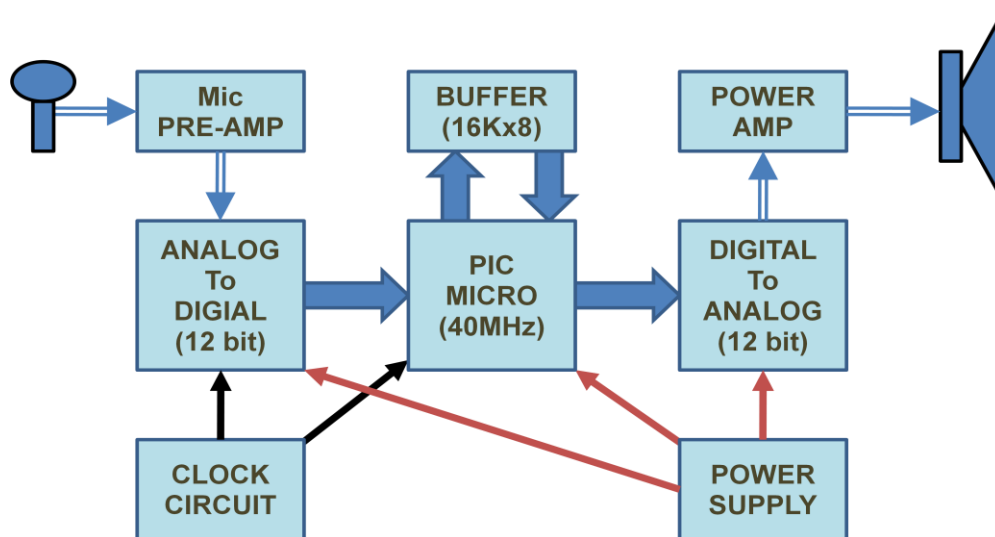 Mic
PRE-AMP
BUFFER
(16Kx8)
POWER
AMP
ANALOG
To
DIGIAL
(12 bit)
PIC
MICRO
(40MHz)
DIGITAL
To
ANALOG
(12 bit)
CLOCK
CIRCUIT
POWER
SUPPLY